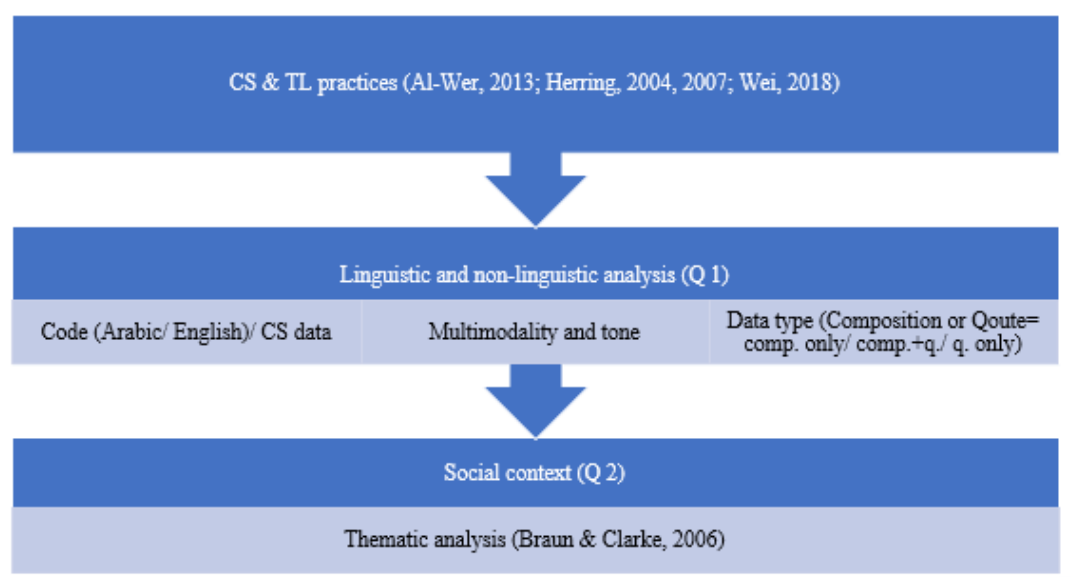 CS & TL practices (Al-Wer, 2013; Herring, 2004, 2007; Wei, 2018)
Linguistic and non-linguistic analysis (Q 1)
Code (Arabic/ English)/ CS data
Multimodality and tone
Data type (Composition or Qoute=
comp. only/ comp.+q./ q. only)
Social context (Q 2)
Thematic analysis (Braun & Clarke, 2006)